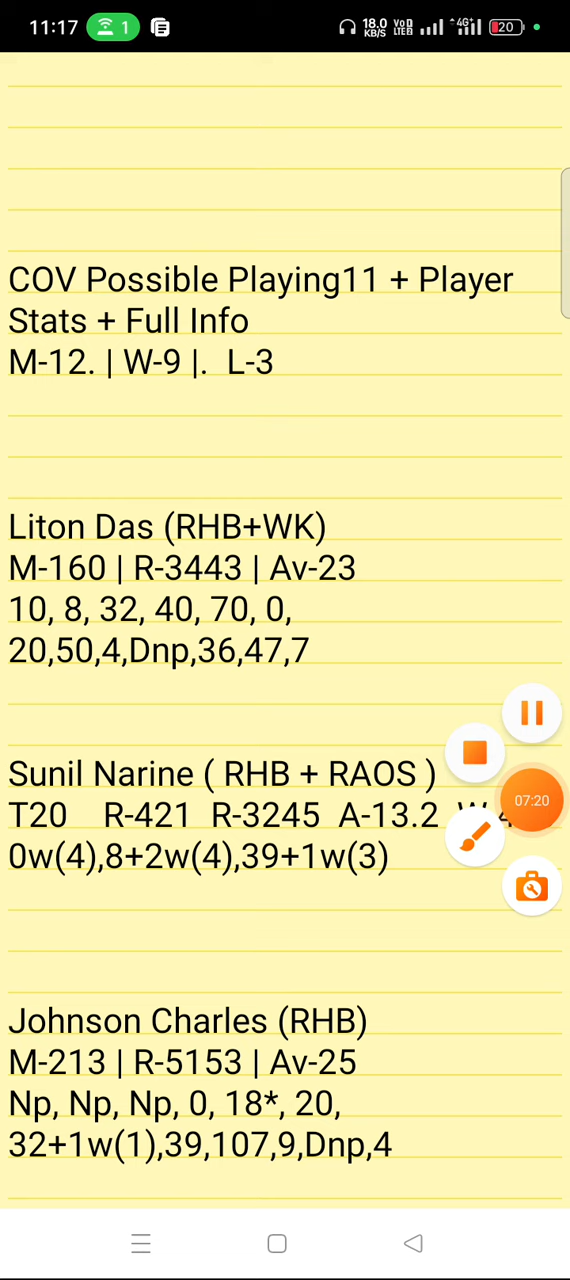 11:17 1 18.0 KB/S VoD LTE2 4G+ 20
COV Possible Playing11 + Player
Stats + Full Info
M-12. | W-9 |.  L-3
Liton Das (RHB+WK)
M-160 | R-3443 | Av-23
10, 8, 32, 40, 70, 0,
20,50,4,Dnp,36,47,7
Sunil Narine ( RHB + RAOS )
T20    R-421  R-3245  A-13.2
0w(4),8+2w(4),39+1w(3)
07:20
Johnson Charles (RHB)
M-213 | R-5153 | Av-25
Np, Np, Np, 0, 18*, 20,
32+1w(1),39,107,9,Dnp,4